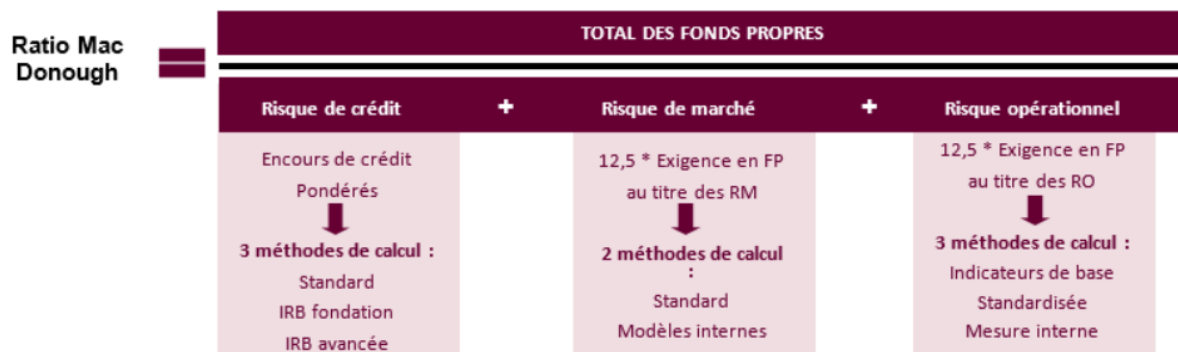 Ratio Mac
Donough
TOTAL DES FONDS PROPRES
Risque de crédit + Risque de marché + Risque opérationnel
Encours de crédit
Pondérés
3 méthodes de calcul :
Standard
IRB fondation
IRB avancée
12,5 * Exigence en FP
au titre des RM
2 méthodes de calcul
:
Standard
Modèles internes
12,5 * Exigence en FP
au titre des RO
3 méthodes de calcul :
Indicateurs de base
Standardisée
Mesure interne